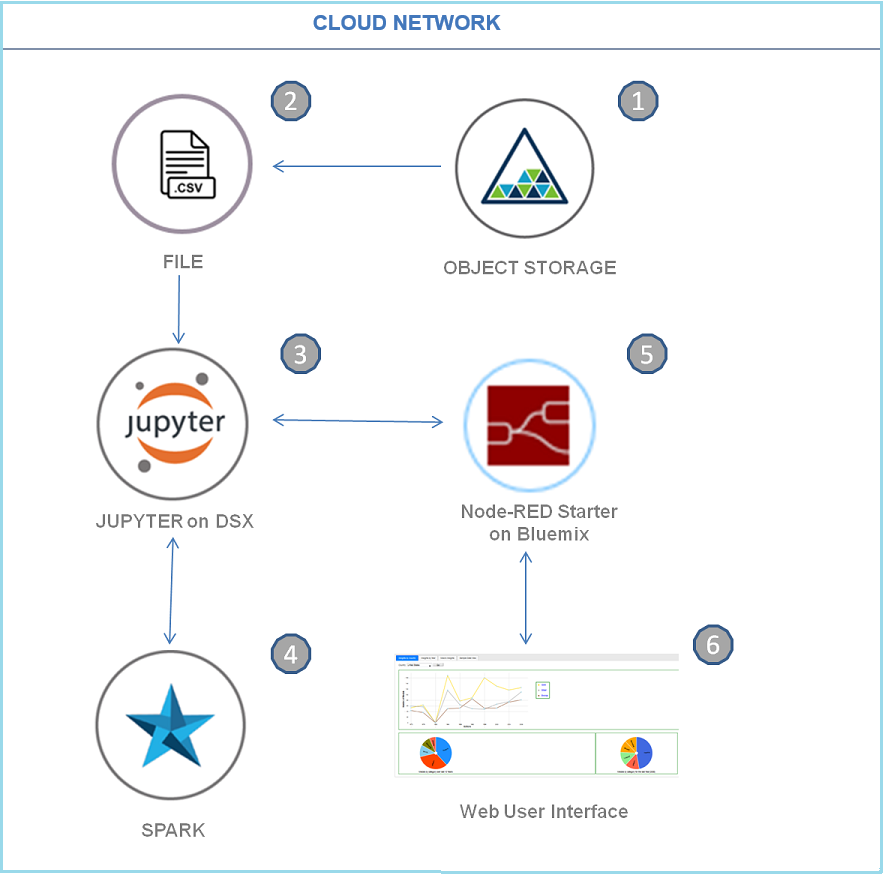 CLOUD NETWORK
2
1
.CSV
FILE
OBJECT STORAGE
3
5
jupyter
JUPYTER on DSX
Node-RED Starter
on Bluemix
4
6
SPARK
Web User Interface